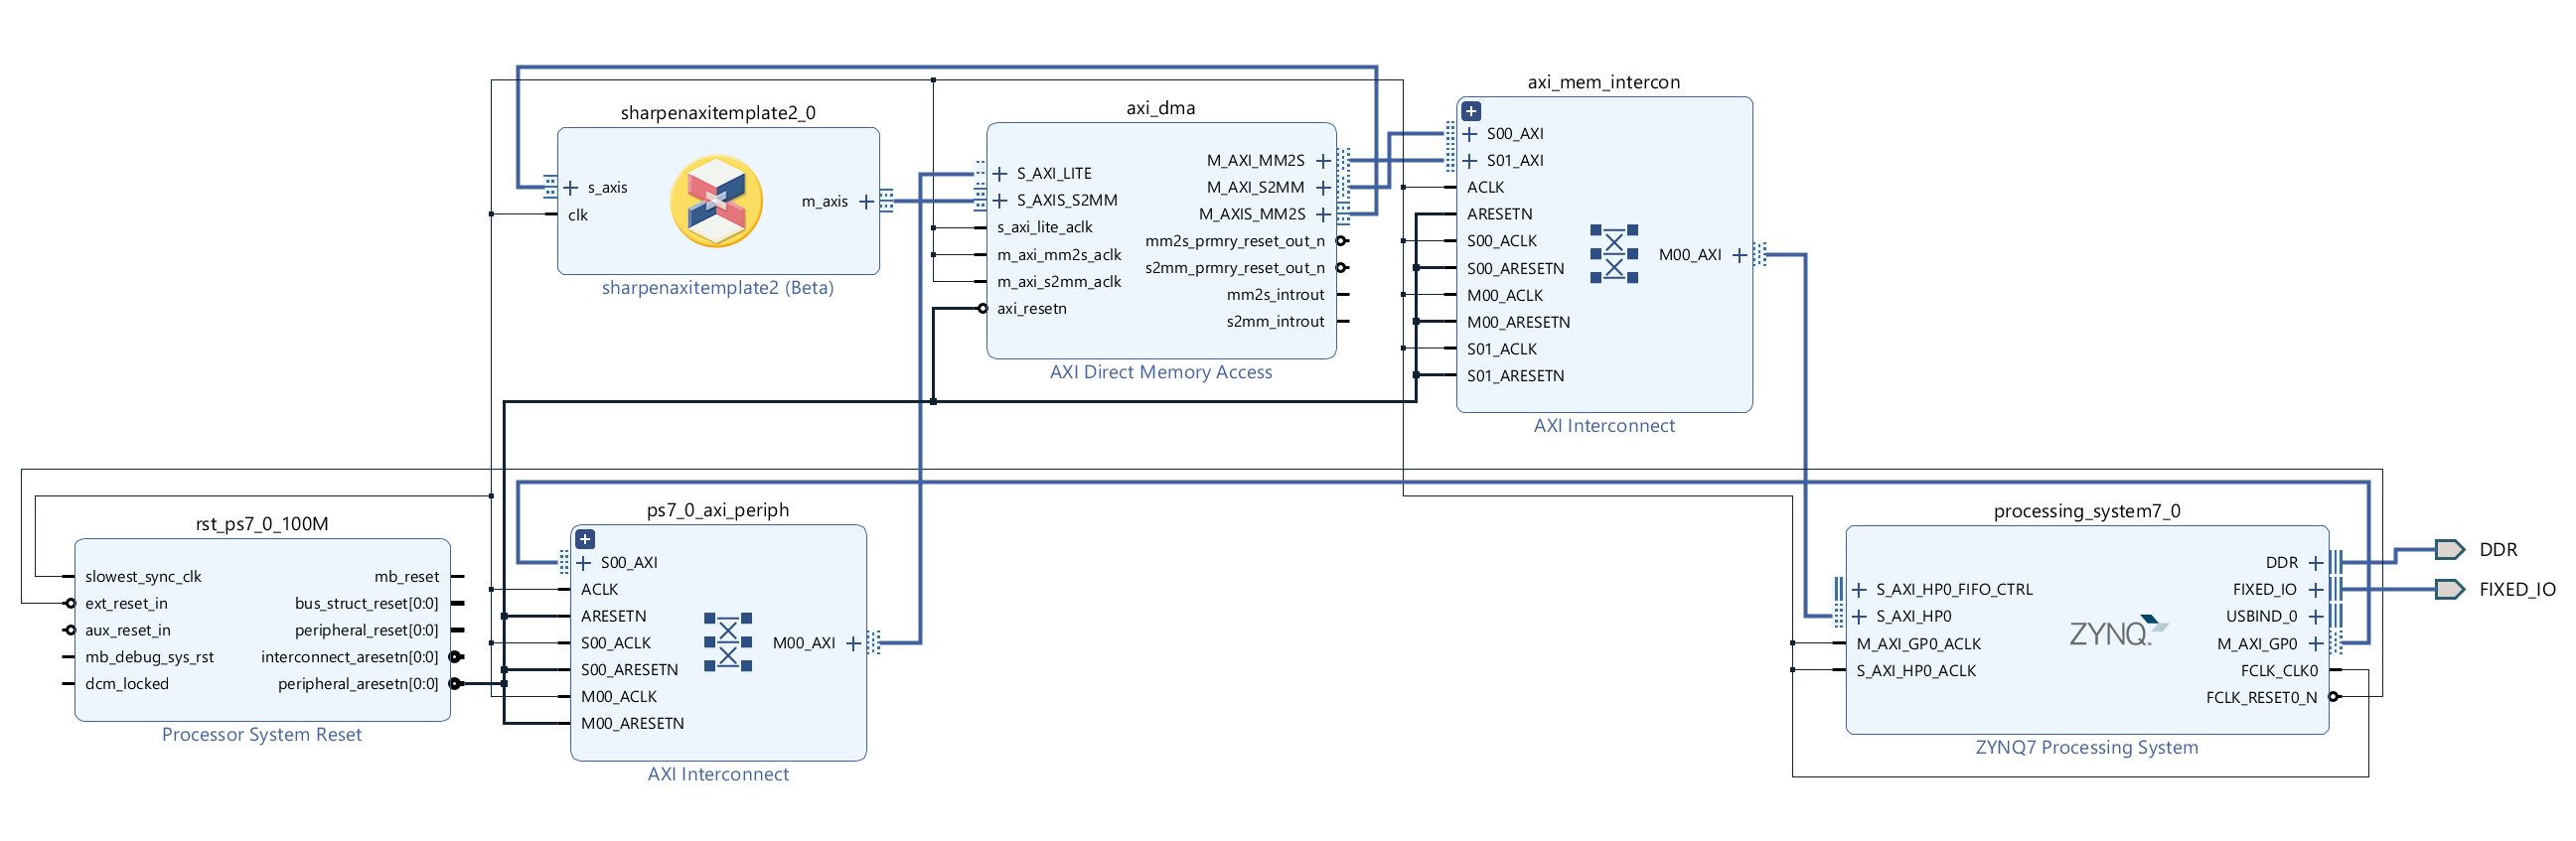 sharpenaxitemplate2_0
s_axis
clk
m_axis
sharpenaxitemplate2 (Beta)
axi_dma
S_AXI_LITE
S_AXIS_S2MM
s_axi_lite_aclk
m_axi_mm2s_aclk
m_axi_s2mm_aclk
axi_resetn
M_AXI_MM2S
M_AXI_S2MM
M_AXIS_MM2S
mm2s_prmry_reset_out_n
s2mm_prmry_reset_out_n
mm2s_introut
s2mm_introut
AXI Direct Memory Access
axi_mem_intercon
S00_AXI
S01_AXI
ACLK
ARESETN
S00_ACLK
S00_ARESETN
M00_ACLK
M00_ARESETN
S01_ACLK
S01_ARESETN
M00_AXI
AXI Interconnect
rst_ps7_0_100M
slowest_sync_clk
ext_reset_in
aux_reset_in
mb_debug_sys_rst
dcm_locked
mb_reset
bus_struct_reset[0:0]
peripheral_reset[0:0]
interconnect_aresetn[0:0]
peripheral_aresetn[0:0]
Processor System Reset
ps7_0_axi_periph
S00_AXI
ACLK
ARESETN
S00_ACLK
S00_ARESETN
M00_ACLK
M00_ARESETN
M00_AXI
AXI Interconnect
processing_system7_0
S_AXI_HP0_FIFO_CTRL
S_AXI_HP0
M_AXI_GP0_ACLK
S_AXI_HP0_ACLK
ZYNQ
DDR
FIXED_IO
USBIND_0
M_AXI_GP0
FCLK_CLK0
FCLK_RESET0_N
ZYNQ7 Processing System
DDR
FIXED_IO